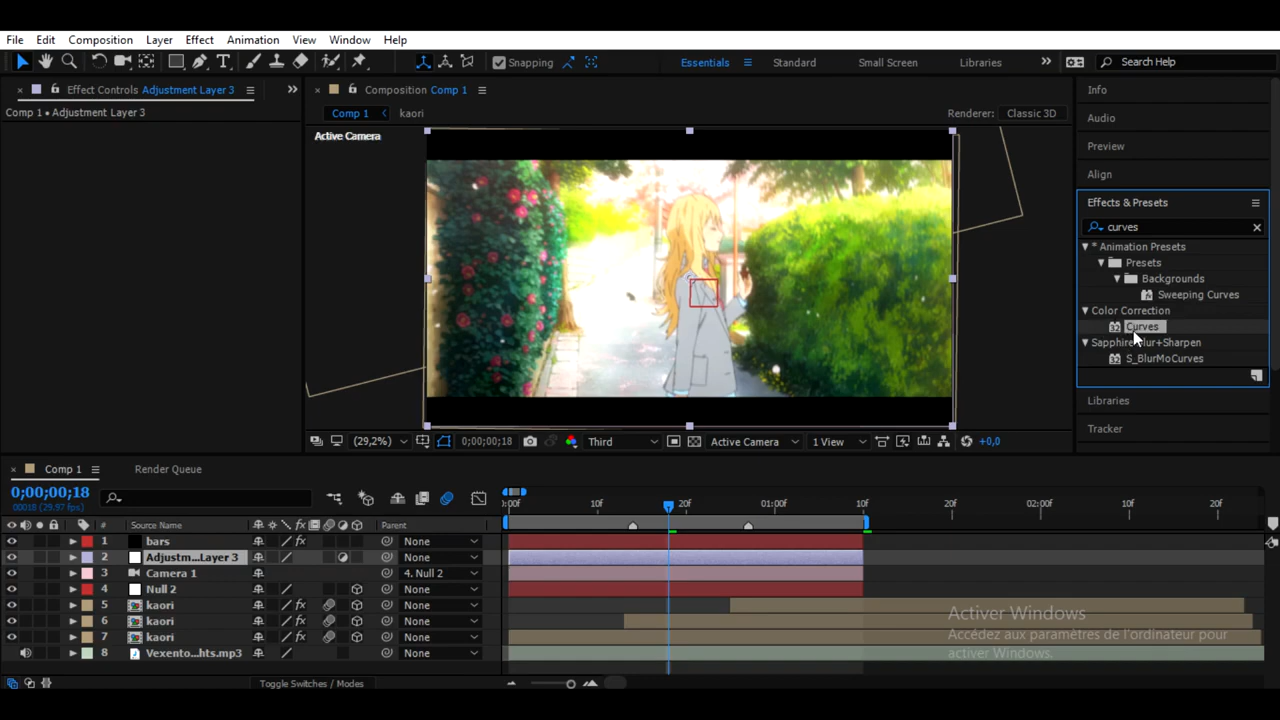 File Edit Composition Layer Effect Animation View Window Help
Snapping Essentials Standard Small Screen Libraries Search Help
Effect Controls Adjustment Layer 3
Comp 1 • Adjustment Layer 3
Composition Comp 1
Comp 1 kaori Renderer: Classic 3D
Active Camera
(29,2%) 0;00;00;18 Third Active Camera 1 View +0,0
Info
Audio
Preview
Align
Effects & Presets
curves
* Animation Presets
Presets
Backgrounds
Sweeping Curves
Color Correction
Curves
Sapphire Blur+Sharpen
S_BlurMoCurves
Libraries
Tracker
Comp 1 Render Queue
0;00;00;18
00018 (29.97 fps)
:00f 10f 20f 01:00f 10f 20f 02:00f 10f 20f
# Source Name Parent
1 bars None
2 Adjustm...Layer 3 None
3 Camera 1 4. Null 2
4 Null 2 None
5 kaori None
6 kaori None
7 kaori None
8 Vexento...hts.mp3 None
Toggle Switches / Modes
Activer Windows
Accédez aux paramètres de l'ordinateur pour
activer Windows.